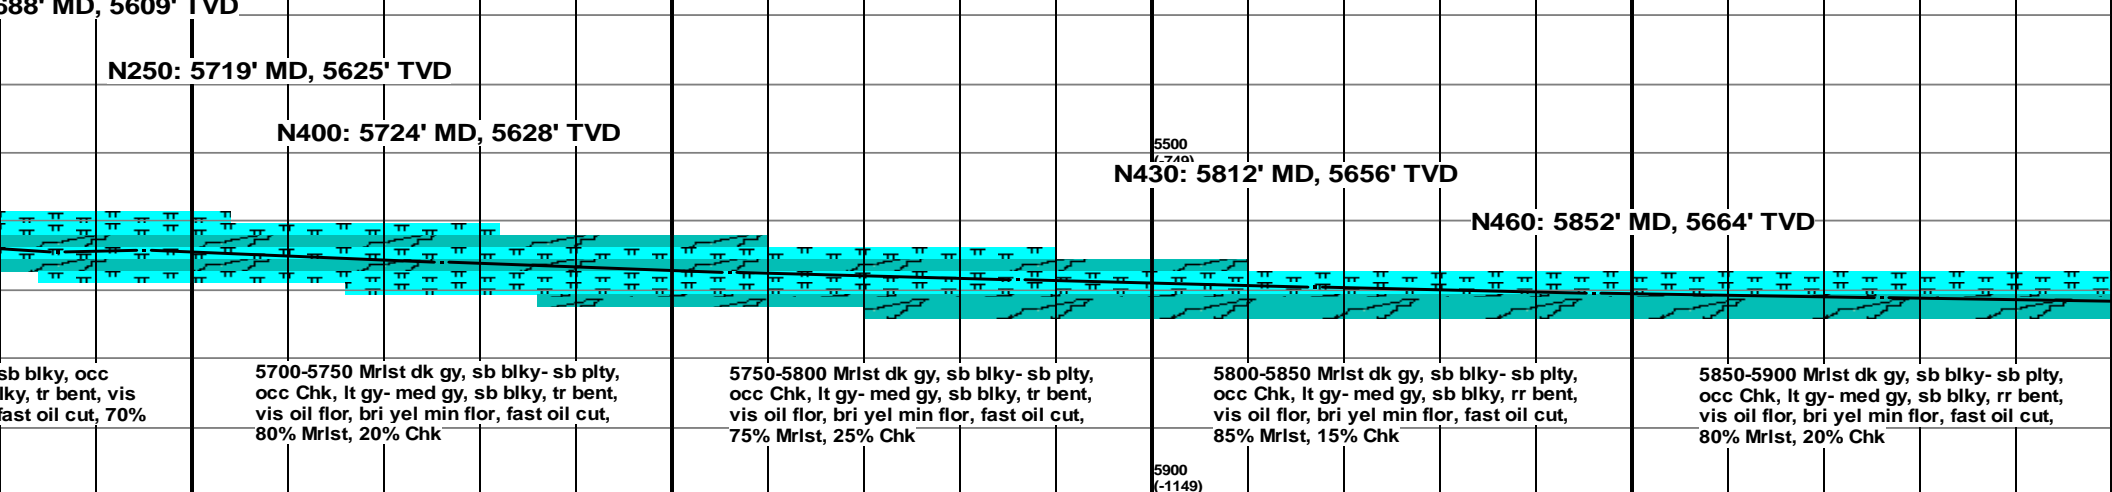 688' MD, 5609' TVD
N250: 5719' MD, 5625' TVD
N400: 5724' MD, 5628' TVD
5500
(-749)
N430: 5812' MD, 5656' TVD
N460: 5852' MD, 5664' TVD
sb blky, occ
lky, tr bent, vis
fast oil cut, 70%
5700-5750 Mrlst dk gy, sb blky- sb plty,
occ Chk, lt gy- med gy, sb blky, tr bent,
vis oil flor, bri yel min flor, fast oil cut,
80% Mrlst, 20% Chk
5750-5800 Mrlst dk gy, sb blky- sb plty,
occ Chk, lt gy- med gy, sb blky, tr bent,
vis oil flor, bri yel min flor, fast oil cut,
75% Mrlst, 25% Chk
5800-5850 Mrlst dk gy, sb blky- sb plty,
occ Chk, lt gy- med gy, sb blky, rr bent,
vis oil flor, bri yel min flor, fast oil cut,
85% Mrlst, 15% Chk
5850-5900 Mrlst dk gy, sb blky- sb plty,
occ Chk, lt gy- med gy, sb blky, rr bent,
vis oil flor, bri yel min flor, fast oil cut,
80% Mrlst, 20% Chk
5900
(-1149)